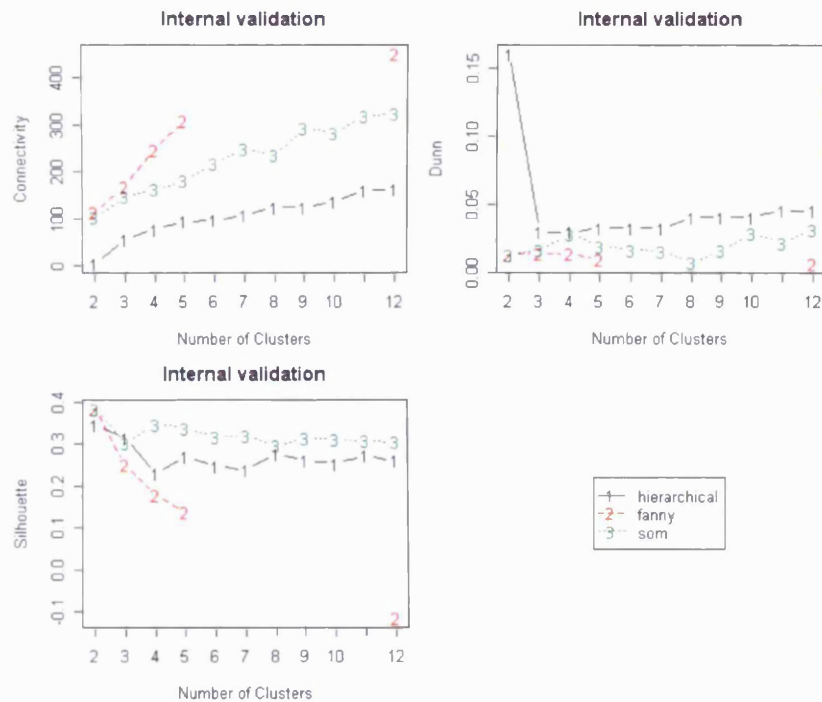 Internal validation
Connectivity
0 100 200 300 400
2 3 4 5 6 7 8 9 10 12
Number of Clusters
Internal validation
Dunn
0.00 0.05 0.10 0.15
2 3 4 5 6 7 8 9 10 12
Number of Clusters
Internal validation
Silhouette
-0.1 0.0 0.1 0.2 0.3 0.4
2 3 4 5 6 7 8 9 10 12
Number of Clusters
1 hierarchical
2 fanny
3 som